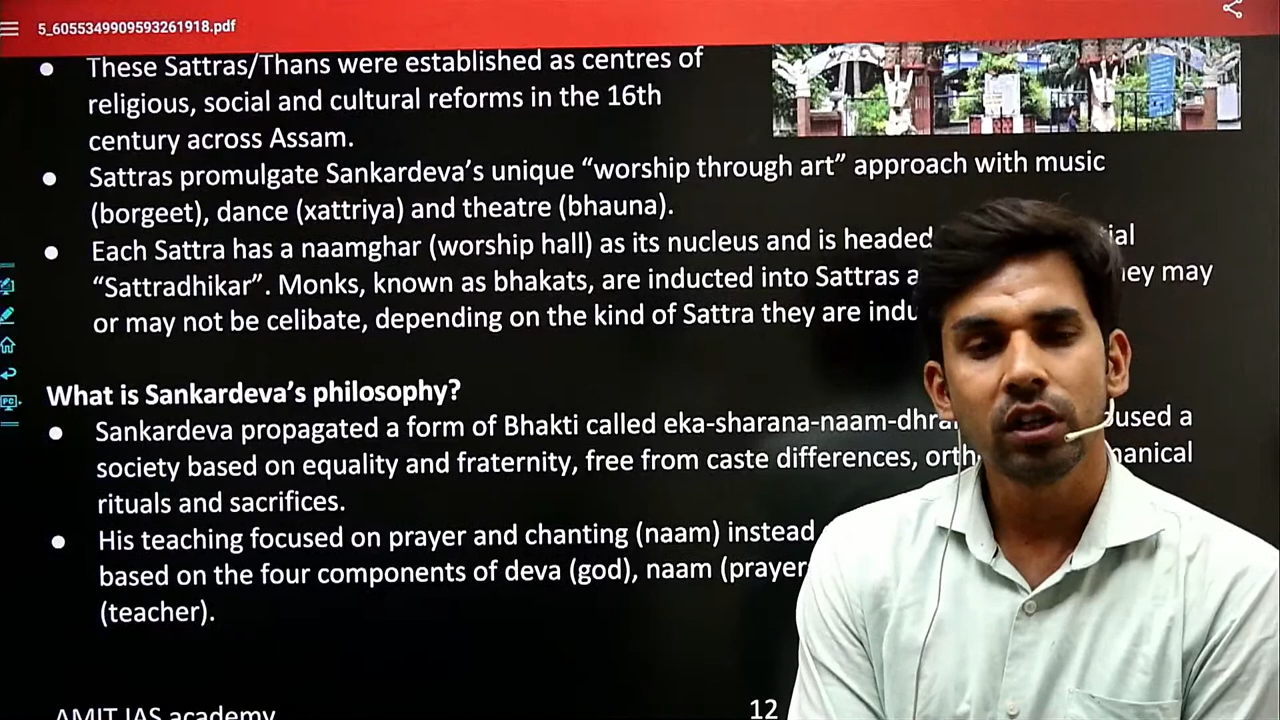 5_6055349909593261918.pdf
These Sattras/Thans were established as centres of
religious, social and cultural reforms in the 16th
century across Assam.
Sattras promulgate Sankardeva’s unique “worship through art” approach with music
(borgeet), dance (xattriya) and theatre (bhauna).
Each Sattra has a naamghar (worship hall) as its nucleus and is headed
“Sattradhikar”. Monks, known as bhakats, are inducted into Sattras may
or may not be celibate, depending on the kind of Sattra they are
What is Sankardeva’s philosophy?
Sankardeva propagated a form of Bhakti called a
society based on equality and fraternity, free from caste differences,
rituals and sacrifices.
His teaching focused on prayer and chanting (naam) instead
based on the four components of deva (god), naam (prayer
(teacher).
AMIT IAS academy
12